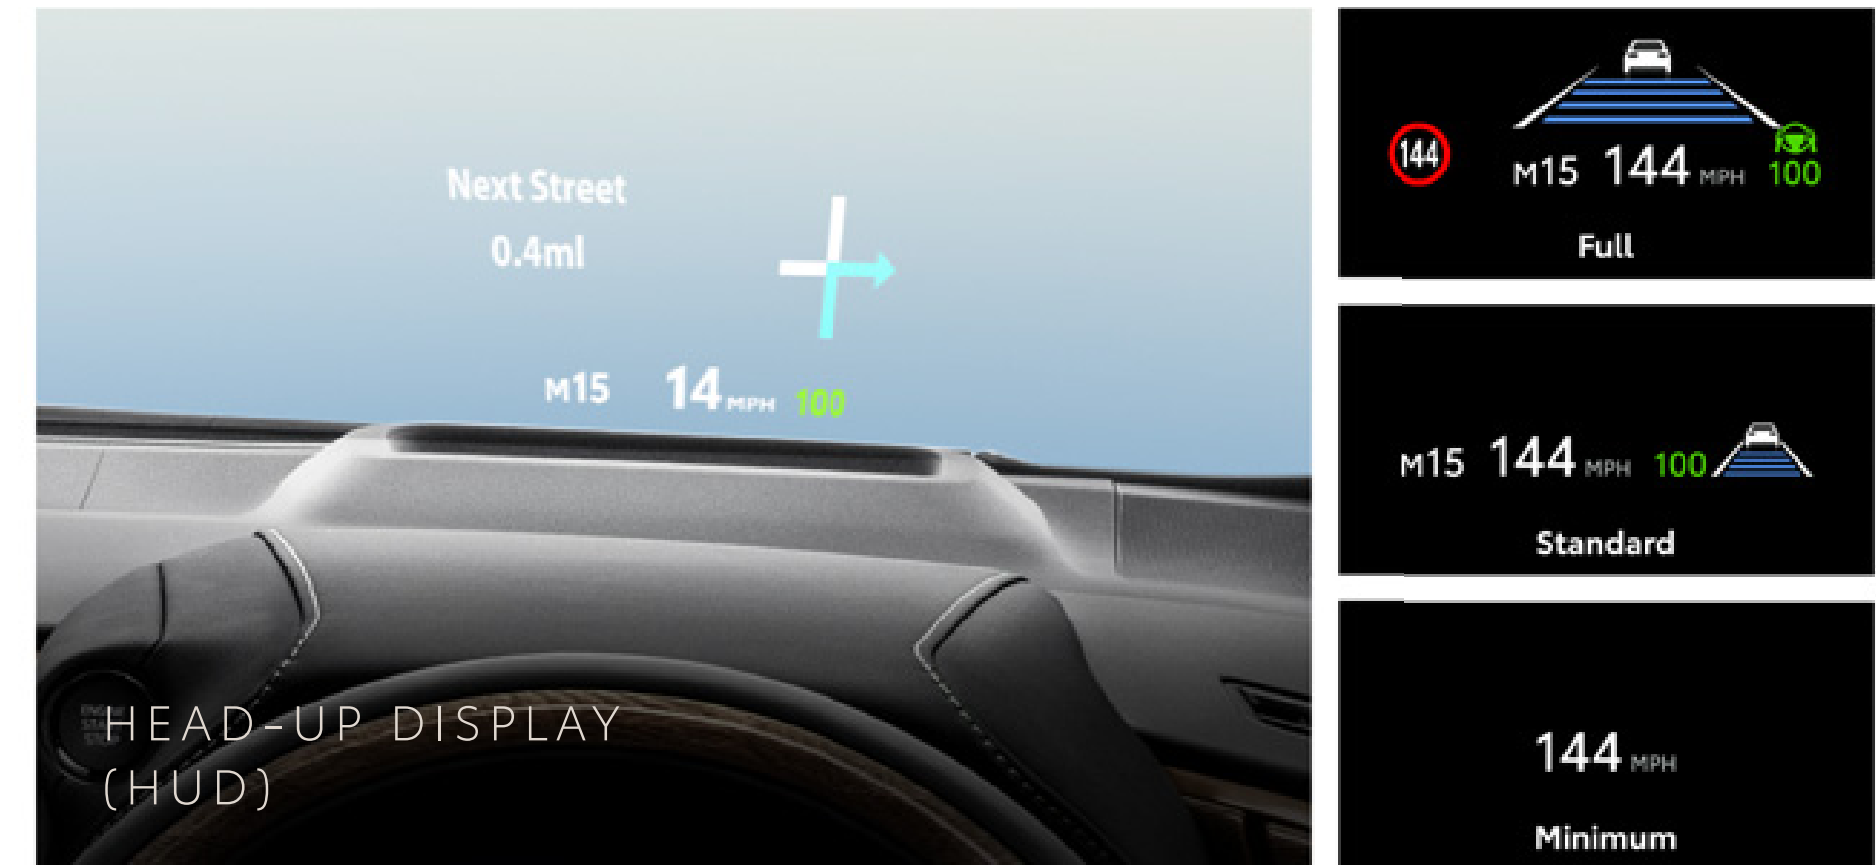 Next Street
0.4ml
M15 14 MPH 100
HEAD-UP DISPLAY
(HUD)
144
M15 144 MPH 100
Full
M15 144 MPH 100
Standard
144 MPH
Minimum